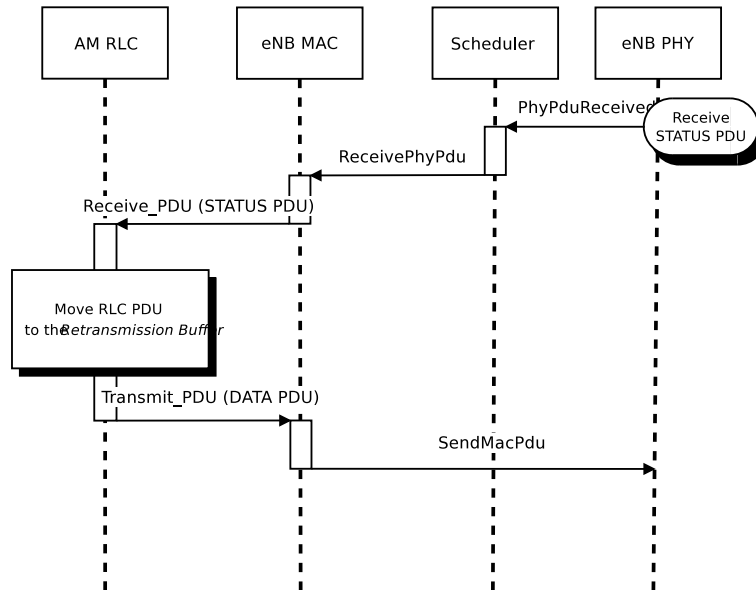 AM RLC
eNB MAC
Scheduler
eNB PHY
PhyPduReceived
Receive
STATUS PDU
ReceivePhyPdu
Receive_PDU (STATUS PDU)
Move RLC PDU
to the Retransmission Buffer
Transmit_PDU (DATA PDU)
SendMacPdu